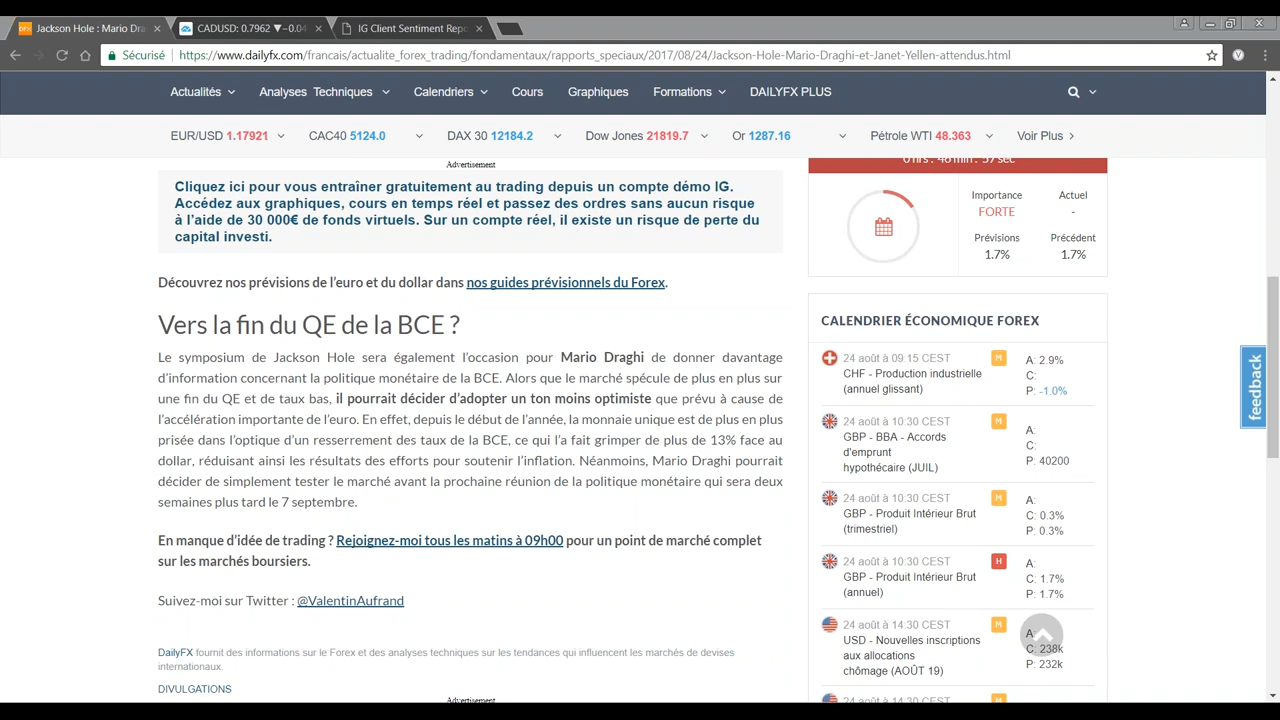 Jackson Hole : Mario Dra
CADUSD: 0.7962 ▼−0.04
IG Client Sentiment Repo
Sécurisé
https://www.dailyfx.com/francais/actualite_forex_trading/fondamentaux/rapports_speciaux/2017/08/24/Jackson-Hole-Mario-Draghi-et-Janet-Yellen-attendus.html
V
Actualités
Analyses Techniques
Calendriers
Cours
Graphiques
Formations
DAILYFX PLUS
EUR/USD 1.17921
CAC40 5124.0
DAX 30 12184.2
Dow Jones 21819.7
Or 1287.16
Pétrole WTI 48.363
Voir Plus
Advertisement
Cliquez ici pour vous entraîner gratuitement au trading depuis un compte démo IG.
Accédez aux graphiques, cours en temps réel et passez des ordres sans aucun risque
à l'aide de 30 000€ de fonds virtuels. Sur un compte réel, il existe un risque de perte du
capital investi.
Découvrez nos prévisions de l'euro et du dollar dans nos guides prévisionnels du Forex.
Vers la fin du QE de la BCE ?
Le symposium de Jackson Hole sera également l'occasion pour Mario Draghi de donner davantage
d'information concernant la politique monétaire de la BCE. Alors que le marché spécule de plus en plus sur
une fin du QE et de taux bas, il pourrait décider d'adopter un ton moins optimiste que prévu à cause de
l'accélération importante de l'euro. En effet, depuis le début de l'année, la monnaie unique est de plus en plus
prisée dans l'optique d'un resserrement des taux de la BCE, ce qui l'a fait grimper de plus de 13% face au
dollar, réduisant ainsi les résultats des efforts pour soutenir l'inflation. Néanmoins, Mario Draghi pourrait
décider de simplement tester le marché avant la prochaine réunion de la politique monétaire qui sera deux
semaines plus tard le 7 septembre.
En manque d'idée de trading ? Rejoignez-moi tous les matins à 09h00 pour un point de marché complet
sur les marchés boursiers.
Suivez-moi sur Twitter : @ValentinAufrand
DailyFX fournit des informations sur le Forex et des analyses techniques sur les tendances qui influencent les marchés de devises
internationaux.
DIVULGATIONS
Advertisement
0 hrs : 46 min : 57 sec
Importance
FORTE
Actuel
-
Prévisions
1.7%
Précédent
1.7%
CALENDRIER ÉCONOMIQUE FOREX
24 août à 09:15 CEST
CHF - Production industrielle
(annuel glissant)
M
A: 2.9%
C:
P: -1.0%
24 août à 10:30 CEST
GBP - BBA - Accords
d'emprunt
hypothécaire (JUIL)
M
A:
C:
P: 40200
24 août à 10:30 CEST
GBP - Produit Intérieur Brut
(trimestriel)
M
A:
C: 0.3%
P: 0.3%
24 août à 10:30 CEST
GBP - Produit Intérieur Brut
(annuel)
H
A:
C: 1.7%
P: 1.7%
24 août à 14:30 CEST
USD - Nouvelles inscriptions
aux allocations
chômage (AOÛT 19)
M
A:
C: 238k
P: 232k
24 août à 14:30 CEST
M
A:
feedback